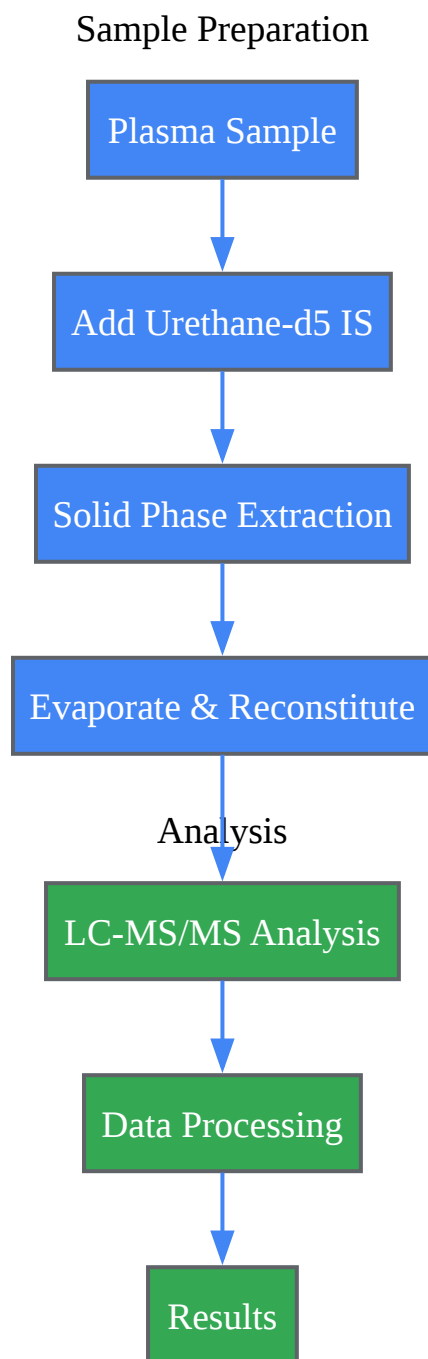 Sample Preparation
Plasma Sample
Add Urethane-d5 IS
Solid Phase Extraction
Evaporate & Reconstitute
Analysis
LC-MS/MS Analysis
Data Processing
Results